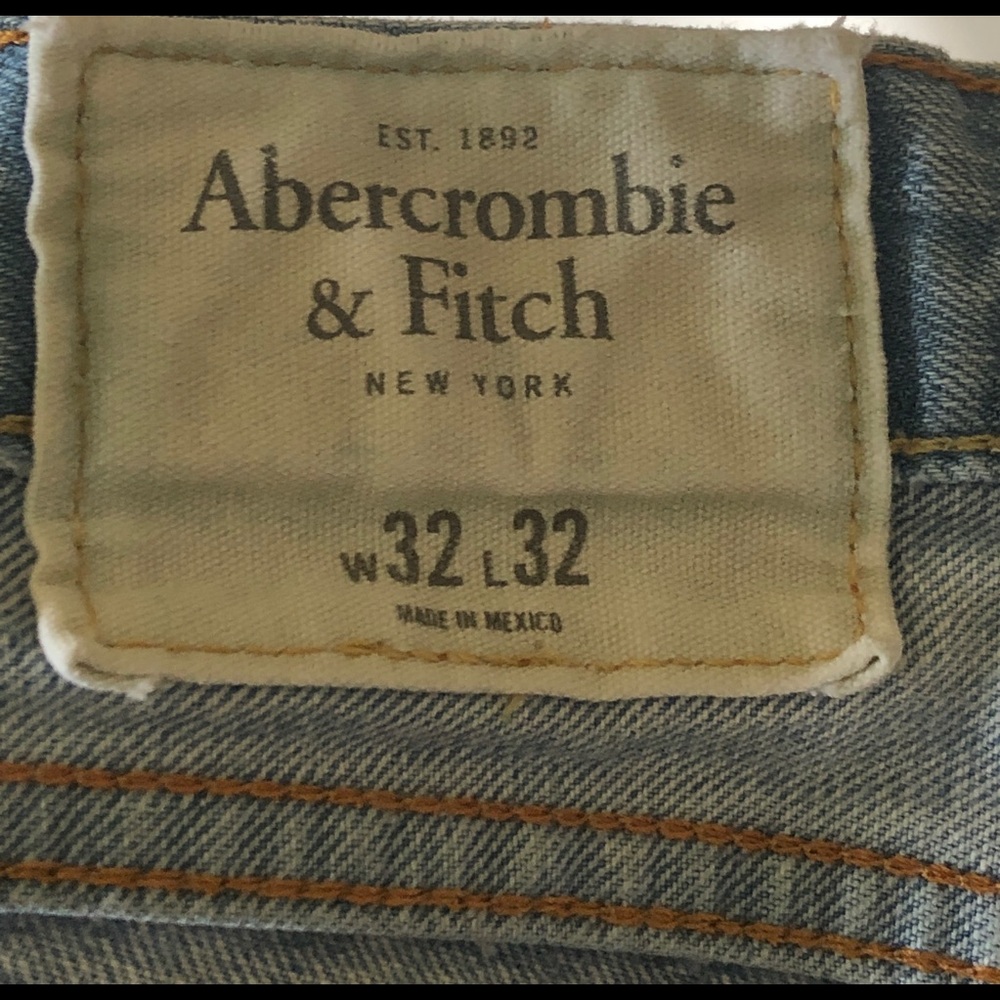 EST. 1892
Abercrombie
& Fitch
NEW YORK
W32 L32
MADE IN MEXICO